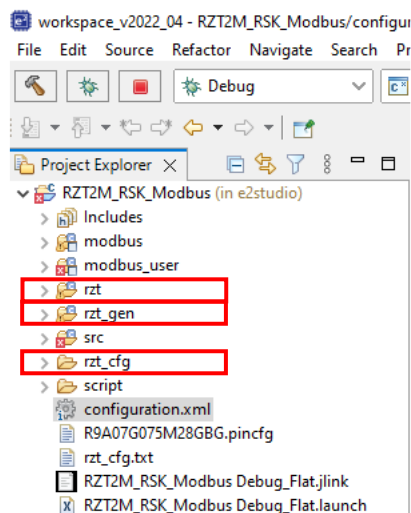 workspace_v2022_04 - RZT2M_RSK_Modbus/configur
File Edit Source Refactor Navigate Search Pr
Debug
Project Explorer
RZT2M_RSK_Modbus (in e2studio)
Includes
modbus
modbus_user
rzt
rzt_gen
src
rzt_cfg
script
configuration.xml
R9A07G075M28GBG.pincfg
rzt_cfg.txt
RZT2M_RSK_Modbus Debug_Flat.jlink
RZT2M_RSK_Modbus Debug_Flat.launch